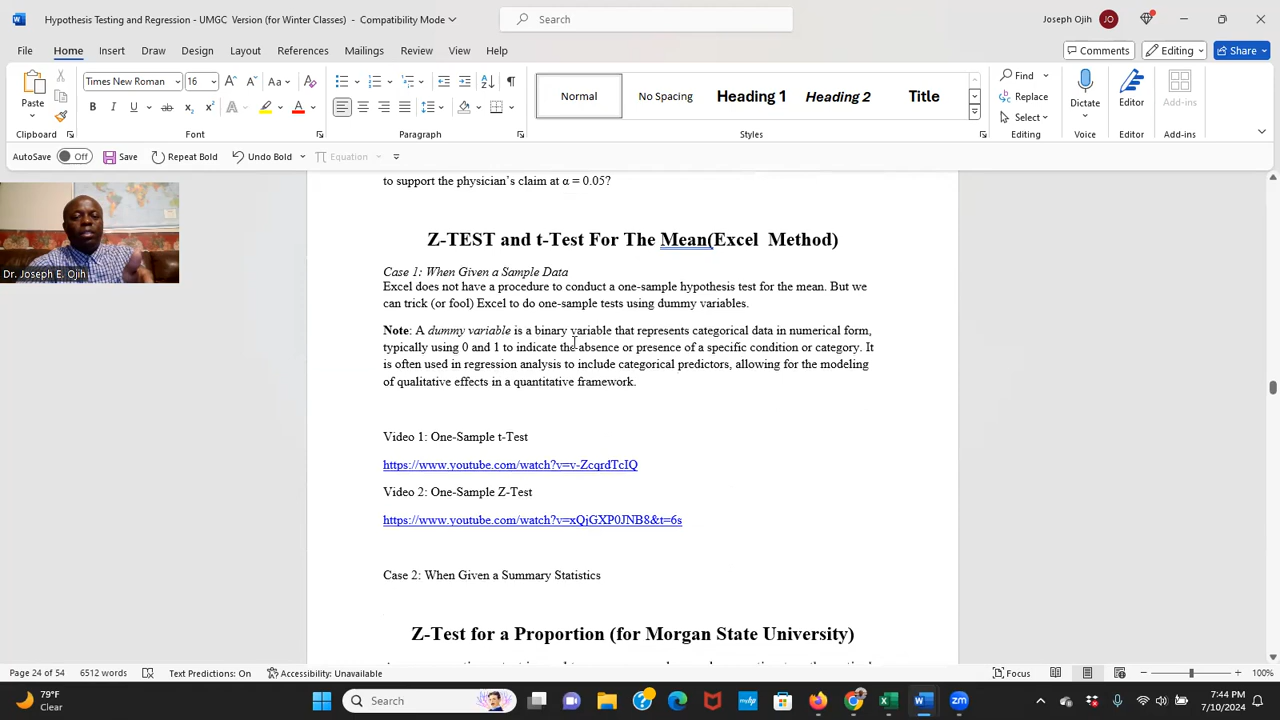 Hypothesis Testing and Regression - UMGC Version (for Winter Classes) - Compatibility Mode
Search
Joseph Ojih
JO
File Home Insert Draw Design Layout References Mailings Review View Help
Comments
Editing
Share
Paste
Times New Roman
16
Normal
No Spacing
Heading 1
Heading 2
Title
Find
Replace
Select
Dictate
Editor
Add-ins
Clipboard
Font
Paragraph
Styles
Editing
Voice
Editor
Add-ins
AutoSave Off Save Repeat Bold Undo Bold Equation
to support the physician's claim at α = 0.05?
Z-TEST and t-Test For The Mean(Excel Method)
Case 1: When Given a Sample Data
Excel does not have a procedure to conduct a one-sample hypothesis test for the mean. But we
can trick (or fool) Excel to do one-sample tests using dummy variables.
Note: A dummy variable is a binary variable that represents categorical data in numerical form,
typically using 0 and 1 to indicate the absence or presence of a specific condition or category. It
is often used in regression analysis to include categorical predictors, allowing for the modeling
of qualitative effects in a quantitative framework.
Video 1: One-Sample t-Test
https://www.youtube.com/watch?v=v-ZcqrdTcIQ
Video 2: One-Sample Z-Test
https://www.youtube.com/watch?v=xQjGXP0JNB8&t=6s
Case 2: When Given a Summary Statistics
Z-Test for a Proportion (for Morgan State University)
Dr. Joseph E. Ojih
Page 24 of 54 6512 words Text Predictions: On Accessibility: Unavailable
Focus
100%
79°F
Clear
Search
7:44 PM
7/10/2024